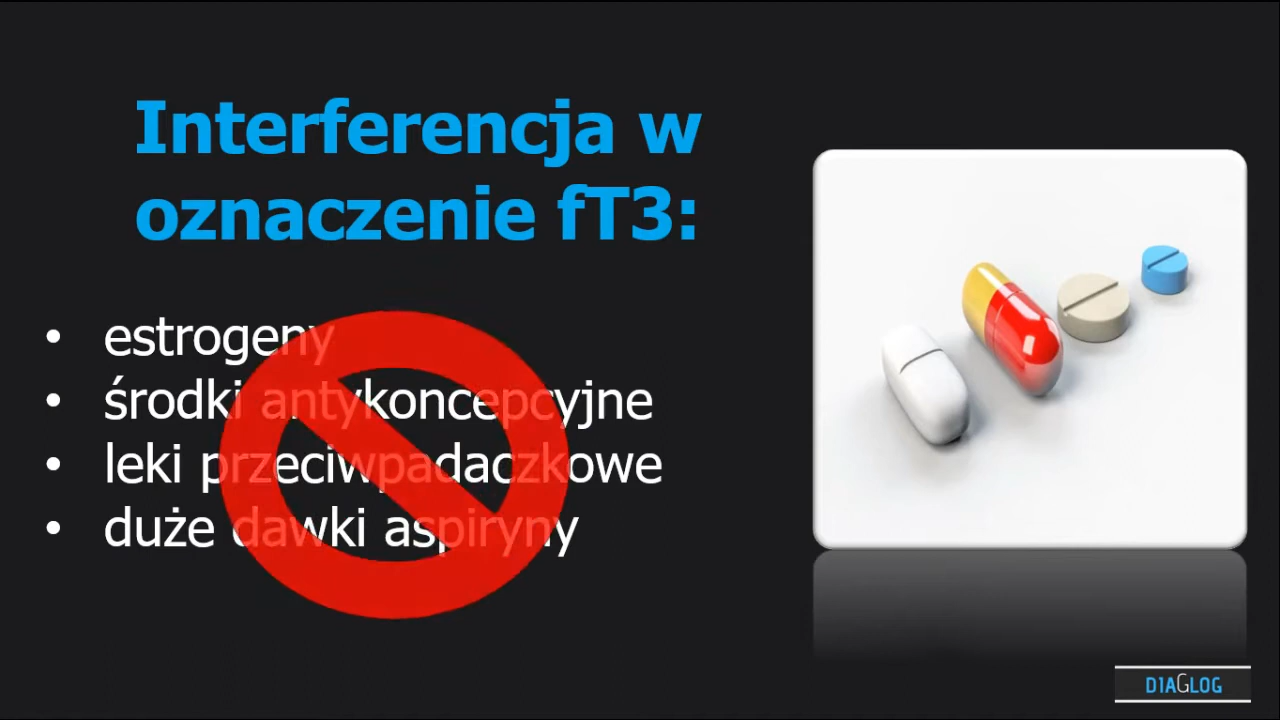 Interferencja w
oznaczenie fT3:
• estrogeny
• środki antykoncepcyjne
• leki przeciwpadaczkowe
• duże dawki aspiryny
DIAGLOG